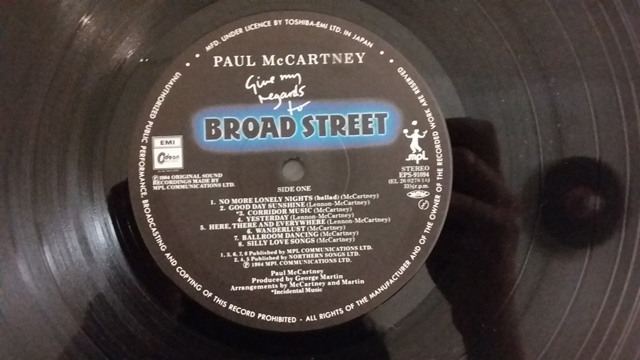 MFD. UNDER LICENCE BY TOSHIBA-EMI LTD. IN JAPAN
UNAUTHORIZED PUBLIC PERFORMANCE, BROADCASTING AND COPYING OF THIS RECORD PROHIBITED - ALL RIGHTS OF THE MANUFACTURER AND OF THE OWNER OF THE RECORDED WORK ARE RESERVED
PAUL McCARTNEY
Give my
regards
to
BROAD STREET
EMI
Odeon
mpl
℗ 1984 ORIGINAL SOUND
RECORDINGS MADE BY
MPL COMMUNICATIONS LTD.
STEREO
EPS-91094
33⅓r.p.m.
SIDE ONE
1. NO MORE LONELY NIGHTS (ballad) (McCartney)
2. GOOD DAY SUNSHINE (Lennon-McCartney)
*3. CORRIDOR MUSIC (McCartney)
4. YESTERDAY (Lennon-McCartney)
5. HERE, THERE AND EVERYWHERE (Lennon-McCartney)
6. WANDERLUST (McCartney)
7. BALLROOM DANCING (McCartney)
8. SILLY LOVE SONGS (McCartney)
1, 3, 6, 7, 8 Published by MPL COMMUNICATIONS LTD.
2, 4, 5 Published by NORTHERN SONGS LTD.
℗ 1984 MPL COMMUNICATIONS LTD.
Paul McCartney
Produced by George Martin
Arrangements by McCartney and Martin
*Incidental Music